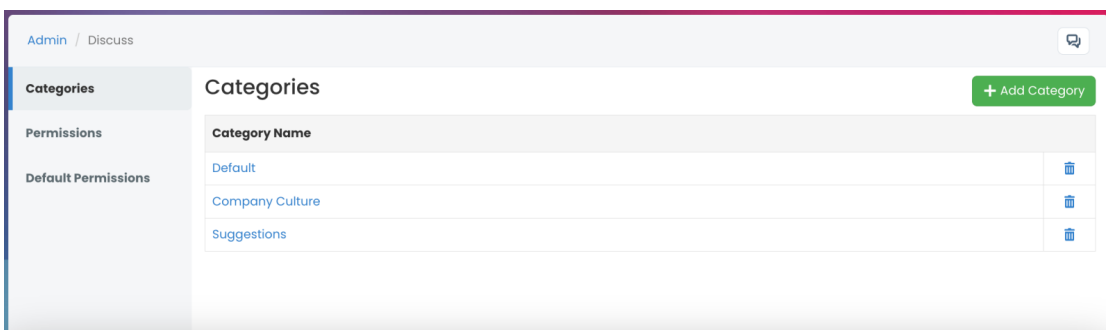 Admin / Discuss
Categories
Permissions
Default Permissions
Categories
+ Add Category
Category Name
Default
Company Culture
Suggestions